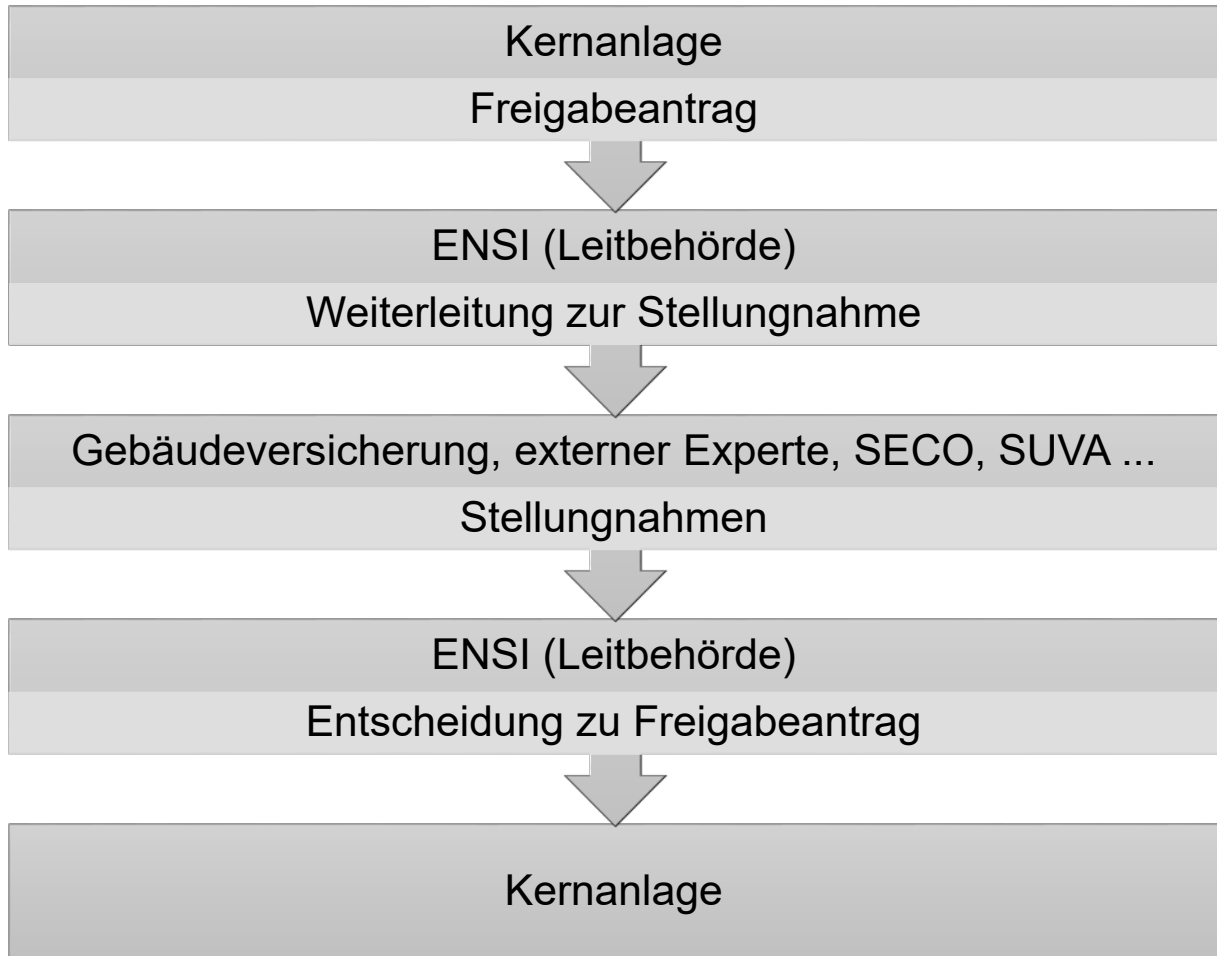 Kernanlage
Freigabeantrag
ENSI (Leitbehörde)
Weiterleitung zur Stellungnahme
Gebäudeversicherung, externer Experte, SECO, SUVA ...
Stellungnahmen
ENSI (Leitbehörde)
Entscheidung zu Freigabeantrag
Kernanlage